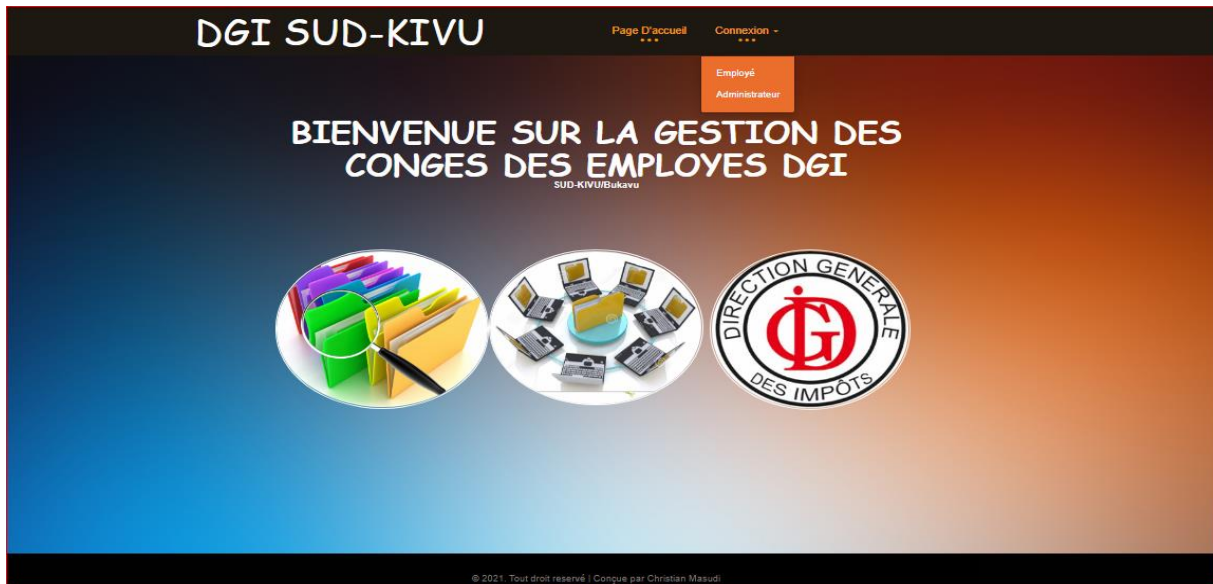 DGI SUD-KIVU
Page D'accueil
Connexion
Employé
Administrateur
BIENVENUE SUR LA GESTION DES
CONGES DES EMPLOYES DGI
SUD-KIVU/Bukavu
DIRECTION GENERALE
DGI
DES IMPÔTS
© 2021. Tout droit reservé | Conçue par Christian Masudi